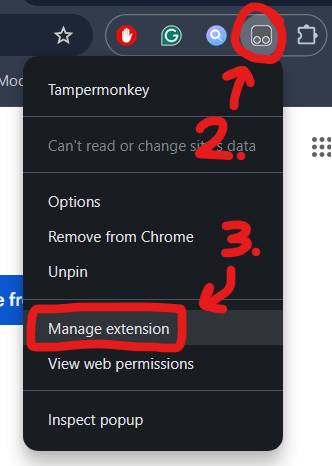 Moo
Tampermonkey
2.
Can't read or change site's data
Options
3.
Remove from Chrome
Unpin
e fr
Manage extension
View web permissions
Inspect popup